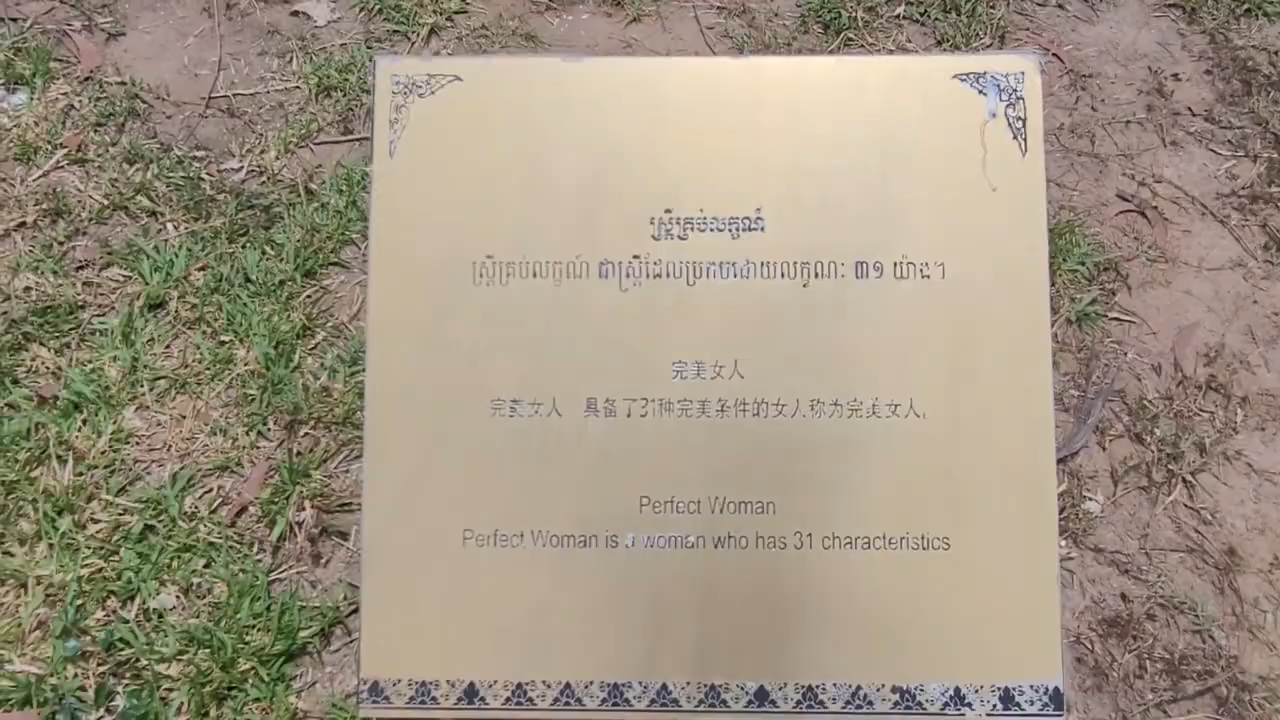 ស្ត្រីគ្រប់លក្ខណ៍
ស្ត្រីគ្រប់លក្ខណ៍ ជាស្ត្រីដែលប្រកបដោយលក្ខណៈ ៣១ យ៉ាង។
完美女人
完美女人 具备了31种完美条件的女人称为完美女人.
Perfect Woman
Perfect Woman is a woman who has 31 characteristics